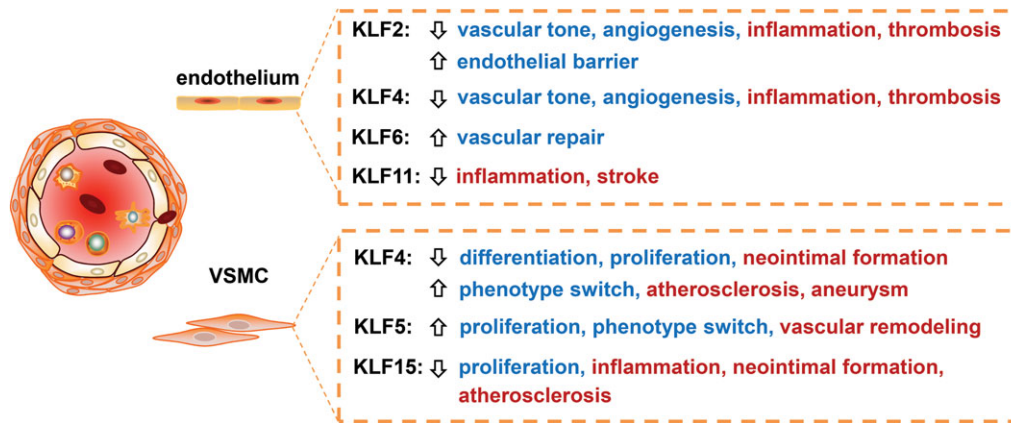 endothelium
KLF2: ⇩ vascular tone, angiogenesis, inflammation, thrombosis
⇧ endothelial barrier
KLF4: ⇩ vascular tone, angiogenesis, inflammation, thrombosis
KLF6: ⇧ vascular repair
KLF11: ⇩ inflammation, stroke
VSMC
KLF4: ⇩ differentiation, proliferation, neointimal formation
⇧ phenotype switch, atherosclerosis, aneurysm
KLF5: ⇧ proliferation, phenotype switch, vascular remodeling
KLF15: ⇩ proliferation, inflammation, neointimal formation,
atherosclerosis